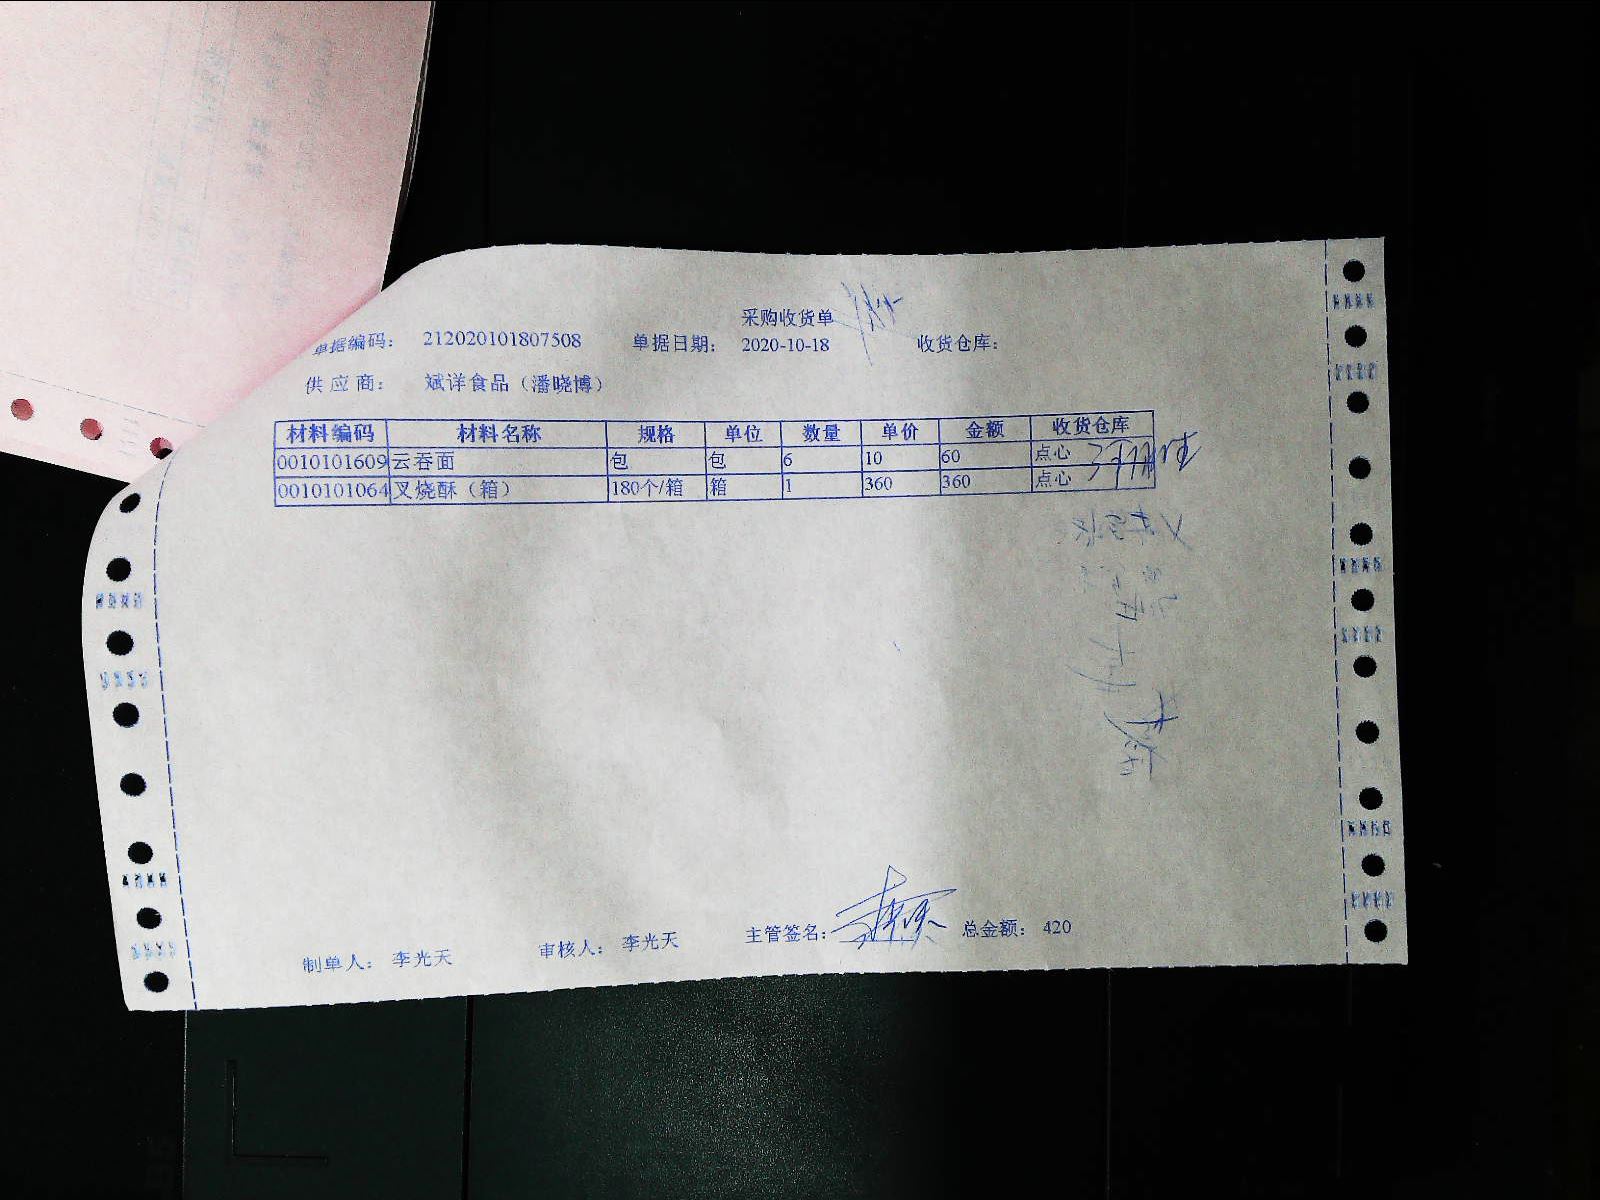 采购收货单
单据编码： 212020101807508 单据日期： 2020-10-18 收货仓库：
供应商： 斌洋食品（潘晓博）
材料编码 材料名称 规格 单位 数量 单价 金额 收货仓库
0010101609 云吞面 包 包 6 10 60 点心
0010101064 叉烧酥（箱） 180个/箱 箱 1 360 360 点心
制单人： 李光天 审核人： 李光天 主管签名： 总金额： 420